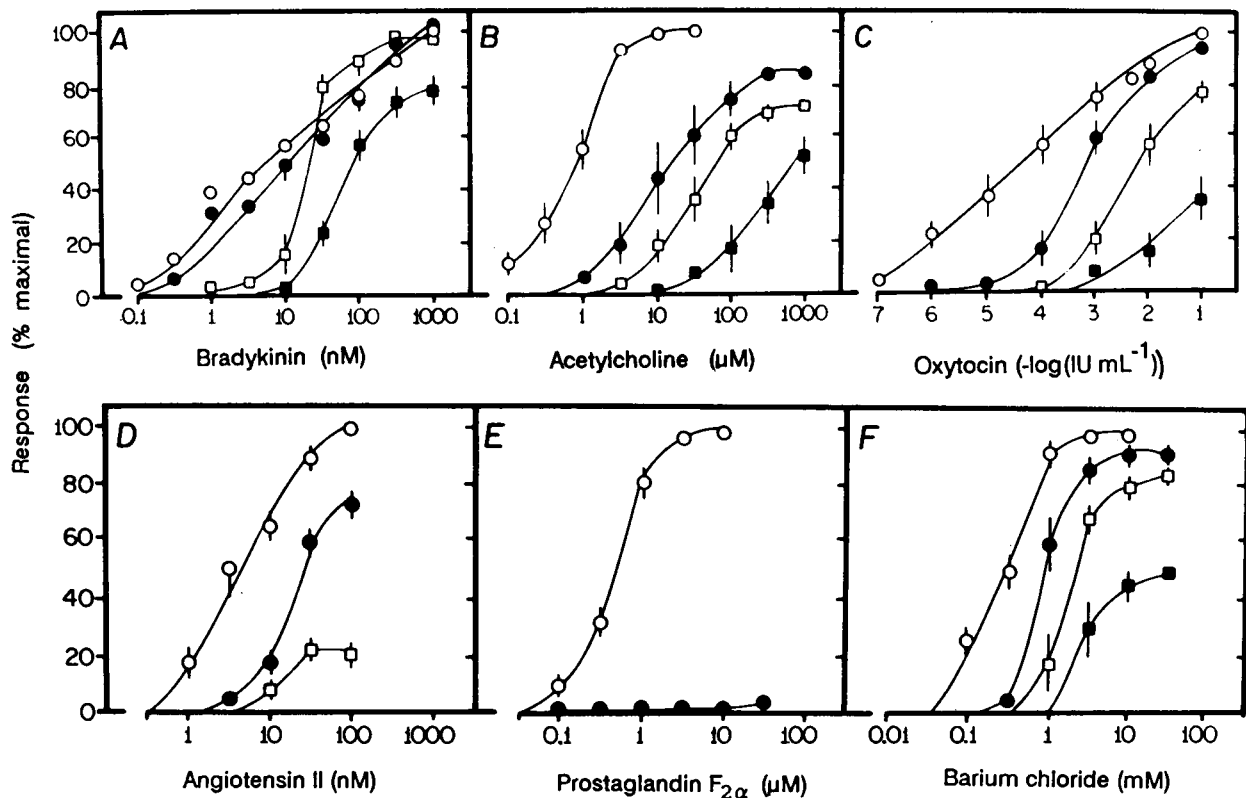 Response (% maximal)
A
B
C
100
80
60
40
20
0
0.1 1 10 100 1000
0.1 1 10 100 1000
7 6 5 4 3 2 1
Bradykinin (nM)
Acetylcholine (μM)
Oxytocin (-log(IU mL⁻¹))
D
E
F
100
80
60
40
20
0
1 10 100 1000
0.1 1 10 100
0.01 0.1 1 10 100
Angiotensin II (nM)
Prostaglandin F₂α (μM)
Barium chloride (mM)